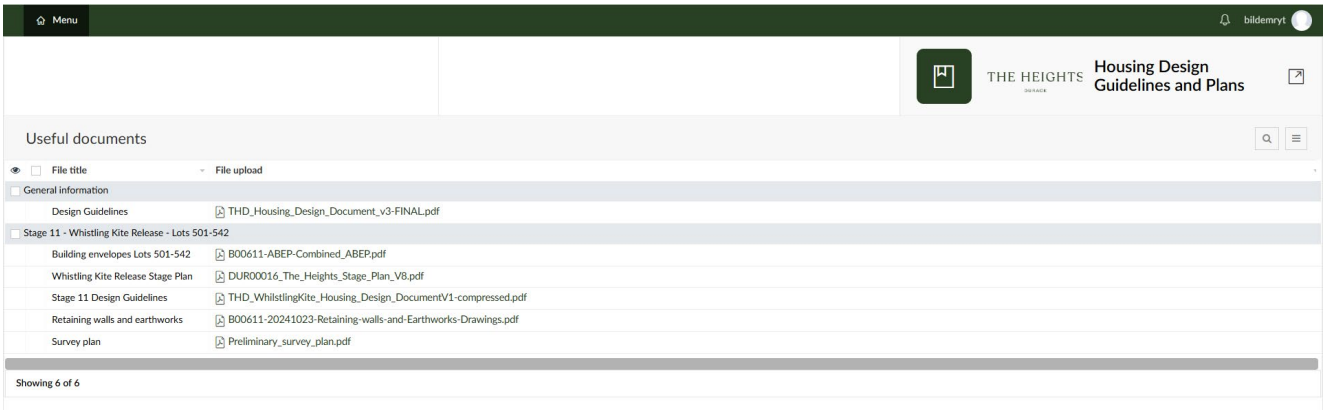 Menu
bildemryt
THE HEIGHTS
DURACK
Housing Design
Guidelines and Plans
Useful documents
File title File upload
General information
Design Guidelines THD_Housing_Design_Document_v3-FINAL.pdf
Stage 11 - Whistling Kite Release - Lots 501-542
Building envelopes Lots 501-542 B00611-ABEP-Combined_ABEP.pdf
Whistling Kite Release Stage Plan DUR00016_The_Heights_Stage_Plan_V8.pdf
Stage 11 Design Guidelines THD_WhilstlingKite_Housing_Design_DocumentV1-compressed.pdf
Retaining walls and earthworks B00611-20241023-Retaining-walls-and-Earthworks-Drawings.pdf
Survey plan Preliminary_survey_plan.pdf
Showing 6 of 6